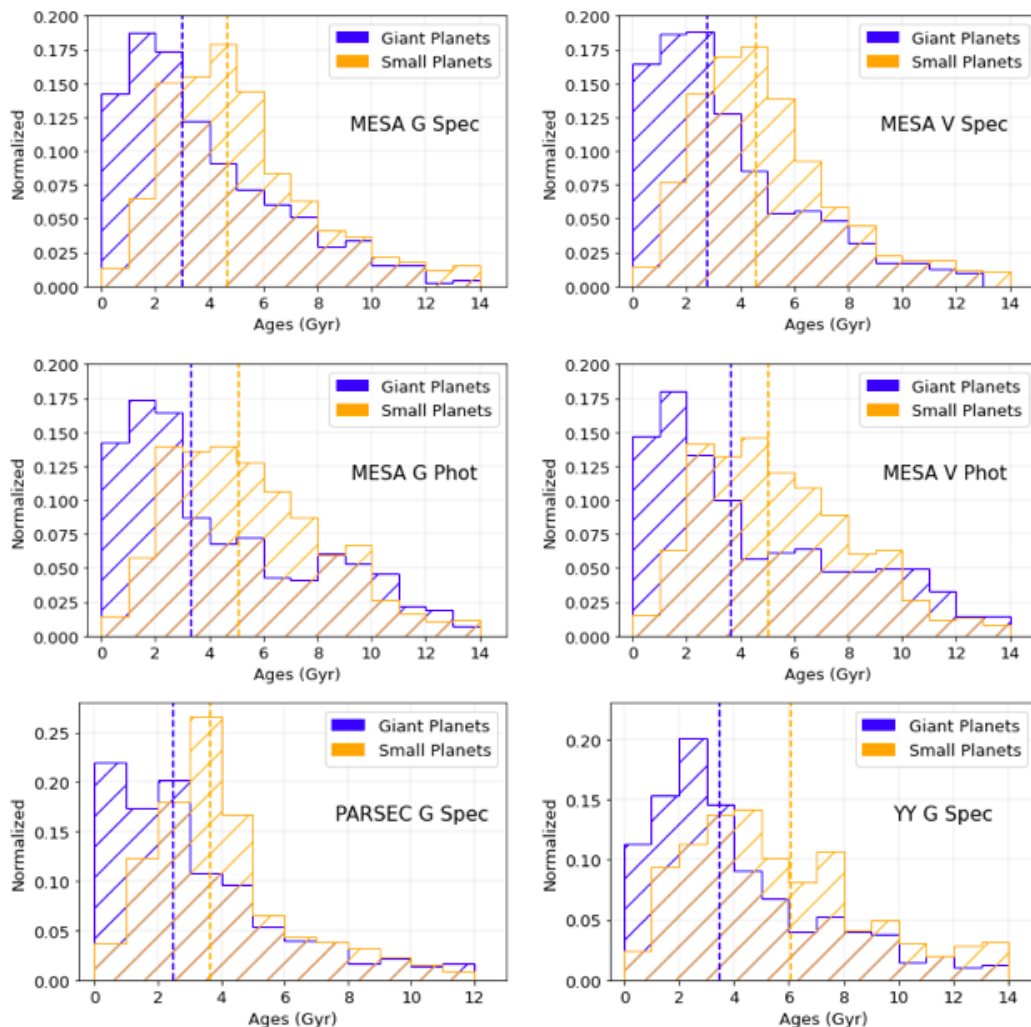 0.200
0.175
0.150
0.125
0.100
0.075
0.050
0.025
0.000
Normalized
Giant Planets
Small Planets
MESA G Spec
0 2 4 6 8 10 12 14
Ages (Gyr)
0.200
0.175
0.150
0.125
0.100
0.075
0.050
0.025
0.000
Normalized
Giant Planets
Small Planets
MESA V Spec
0 2 4 6 8 10 12 14
Ages (Gyr)
0.200
0.175
0.150
0.125
0.100
0.075
0.050
0.025
0.000
Normalized
Giant Planets
Small Planets
MESA G Phot
0 2 4 6 8 10 12 14
Ages (Gyr)
0.200
0.175
0.150
0.125
0.100
0.075
0.050
0.025
0.000
Normalized
Giant Planets
Small Planets
MESA V Phot
0 2 4 6 8 10 12 14
Ages (Gyr)
0.25
0.20
0.15
0.10
0.05
0.00
Normalized
Giant Planets
Small Planets
PARSEC G Spec
0 2 4 6 8 10 12
Ages (Gyr)
0.20
0.15
0.10
0.05
0.00
Normalized
Giant Planets
Small Planets
YY G Spec
0 2 4 6 8 10 12 14
Ages (Gyr)